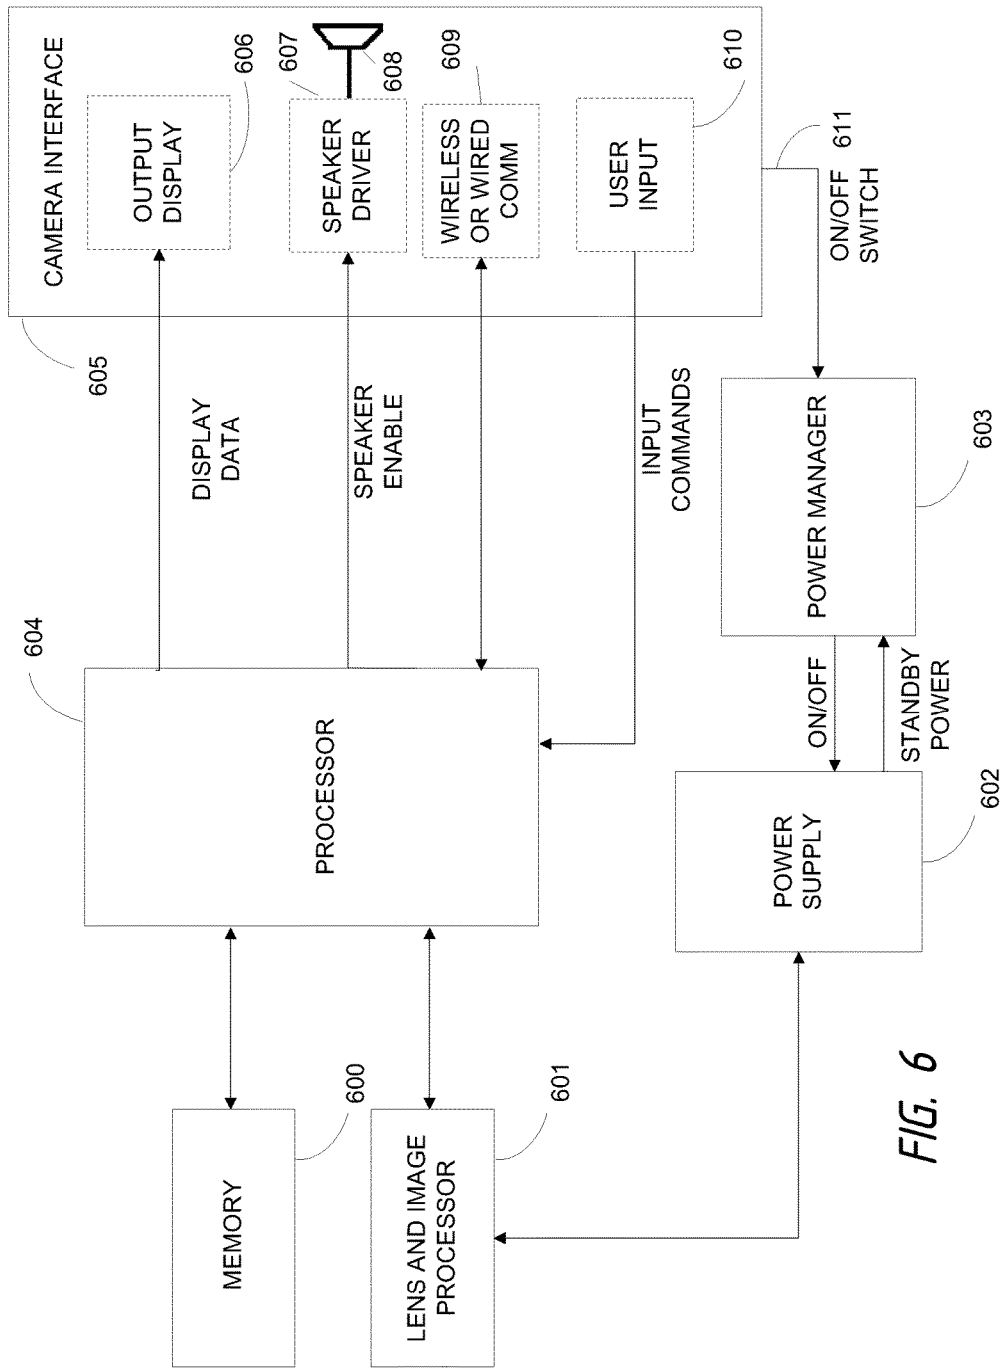 CAMERA INTERFACE
605
OUTPUT
DISPLAY
606
SPEAKER
DRIVER
607
608
WIRELESS
OR WIRED
COMM
609
USER
INPUT
610
611
ON/OFF
SWITCH
DISPLAY
DATA
SPEAKER
ENABLE
INPUT
COMMANDS
604
PROCESSOR
POWER MANAGER
603
ON/OFF
STANDBY
POWER
POWER
SUPPLY
602
MEMORY
600
LENS AND IMAGE
PROCESSOR
601
FIG. 6